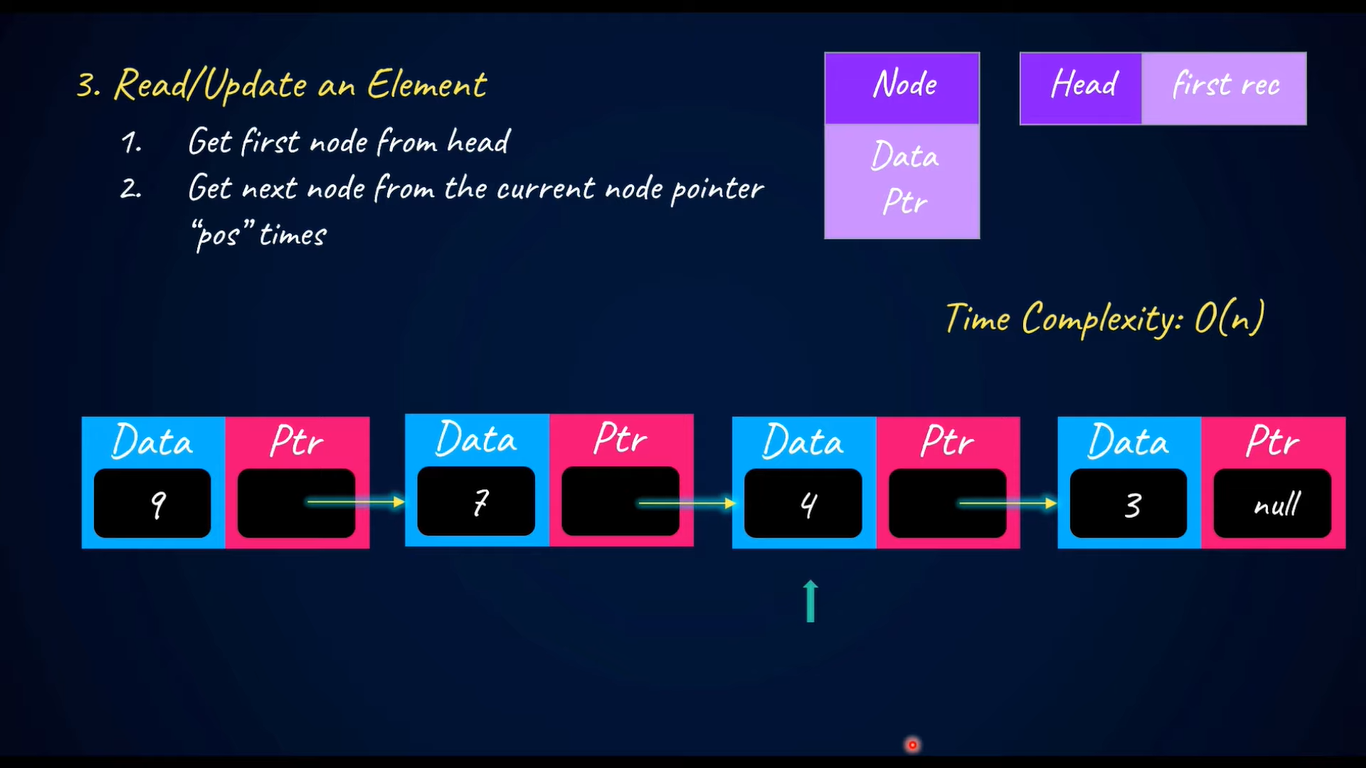 3. Read/Update an Element
1. Get first node from head
2. Get next node from the current node pointer
“pos” times
Node
Data
Ptr
Head first rec
Time Complexity: O(n)
Data Ptr Data Ptr Data Ptr Data Ptr
9 7 4 3 null